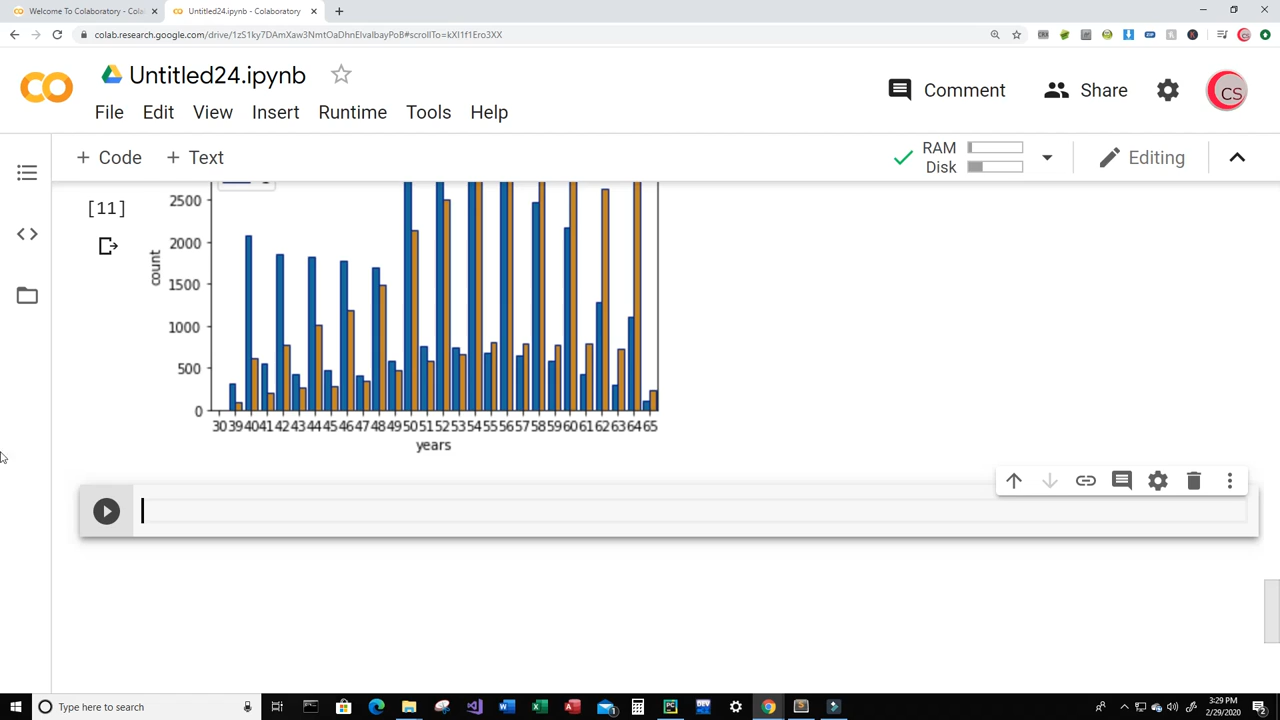 Welcome To Colaboratory - Cola
Untitled24.ipynb - Colaboratory
colab.research.google.com/drive/1zS1ky7DAmXaw3NmtOaDhnElvaIbayPoB#scrollTo=kXI1f1Ero3XX
Untitled24.ipynb
Comment
Share
CS
File Edit View Insert Runtime Tools Help
+ Code + Text
RAM
Disk
Editing
[11]
2500
2000
1500
1000
500
0
count
30 39 40 41 42 43 44 45 46 47 48 49 50 51 52 53 54 55 56 57 58 59 60 61 62 63 64 65
years
Type here to search
3:29 PM
2/29/2020